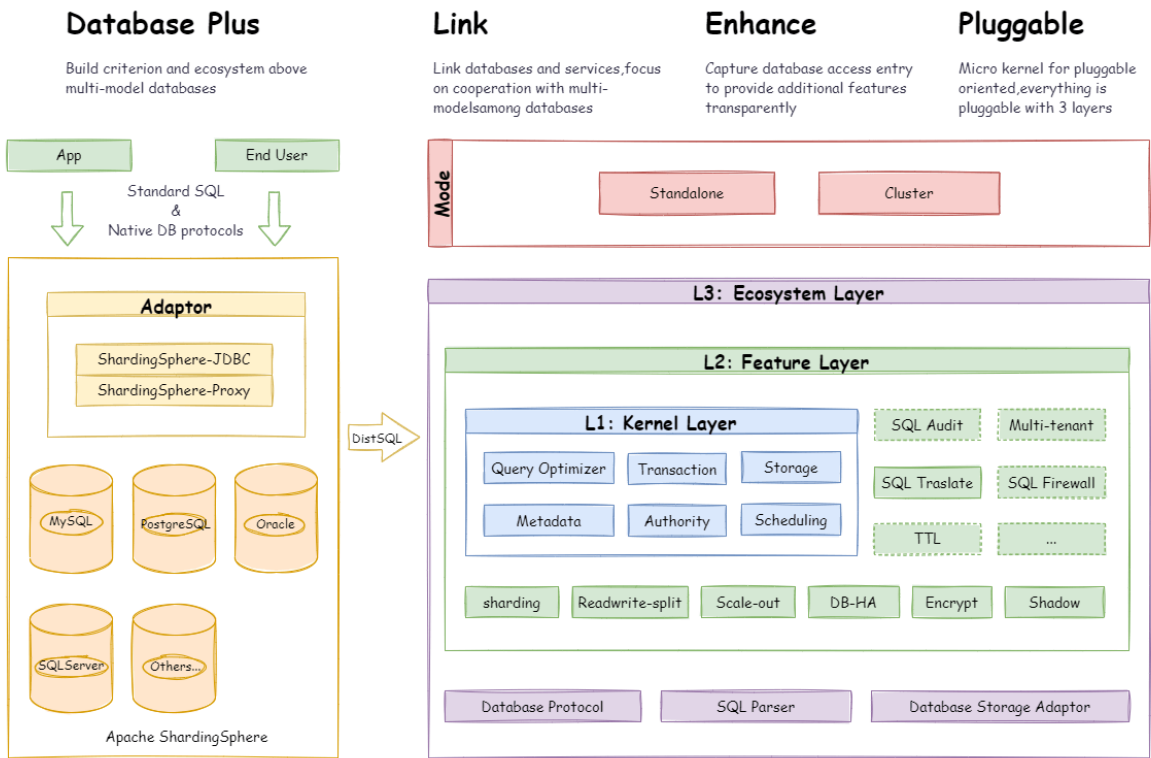 Database Plus
Build criterion and ecosystem above
multi-model databases
Link
Link databases and services,focus
on cooperation with multi-
modelsamong databases
Enhance
Capture database access entry
to provide additional features
transparently
Pluggable
Micro kernel for pluggable
oriented,everything is
pluggable with 3 layers
App
End User
Standard SQL
&
Native DB protocols
Adaptor
ShardingSphere-JDBC
ShardingSphere-Proxy
MySQL
PostgreSQL
Oracle
SQLServer
Others...
Apache ShardingSphere
DistSQL
Mode
Standalone
Cluster
L3: Ecosystem Layer
L2: Feature Layer
L1: Kernel Layer
Query Optimizer
Transaction
Storage
Metadata
Authority
Scheduling
SQL Audit
Multi-tenant
SQL Traslate
SQL Firewall
TTL
...
sharding
Readwrite-split
Scale-out
DB-HA
Encrypt
Shadow
Database Protocol
SQL Parser
Database Storage Adaptor